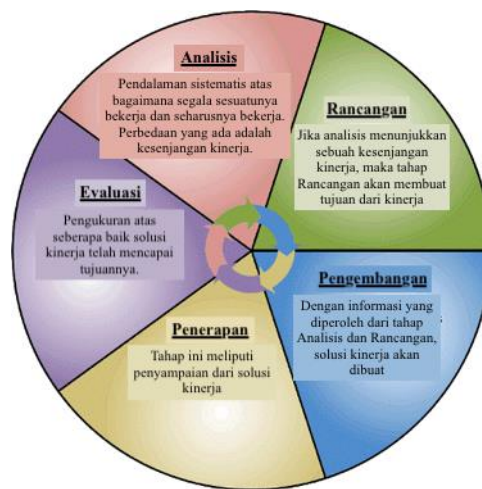 Analisis
Pendalaman sistematis atas
bagaimana segala sesuatunya
bekerja dan seharusnya bekerja.
Perbedaan yang ada adalah
kesenjangan kinerja.
Rancangan
Jika analisis menunjukkan
sebuah kesenjangan
kinerja, maka tahap
Rancangan akan membuat
tujuan dari kinerja
Pengembangan
Dengan informasi yang
diperoleh dari tahap
Analisis dan Rancangan,
solusi kinerja akan
dibuat
Penerapan
Tahap ini meliputi
penyampaian dari solusi
kinerja
Evaluasi
Pengukuran atas
seberapa baik solusi
kinerja telah mencapai
tujuannya.